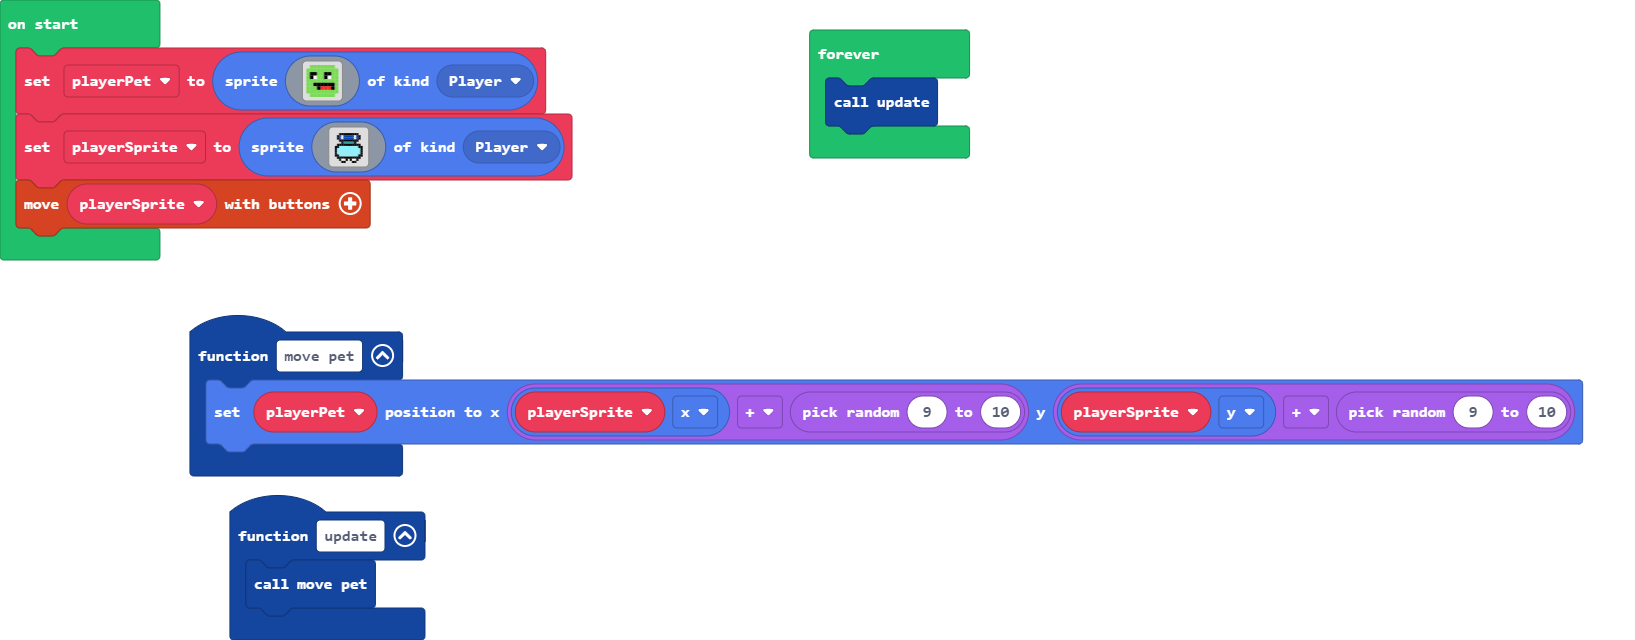 on start
set playerPet to sprite of kind Player
set playerSprite to sprite of kind Player
move playerSprite with buttons
forever
call update
function move pet
set playerPet position to x playerSprite x + pick random 9 to 10 y playerSprite y + pick random 9 to 10
function update
call move pet